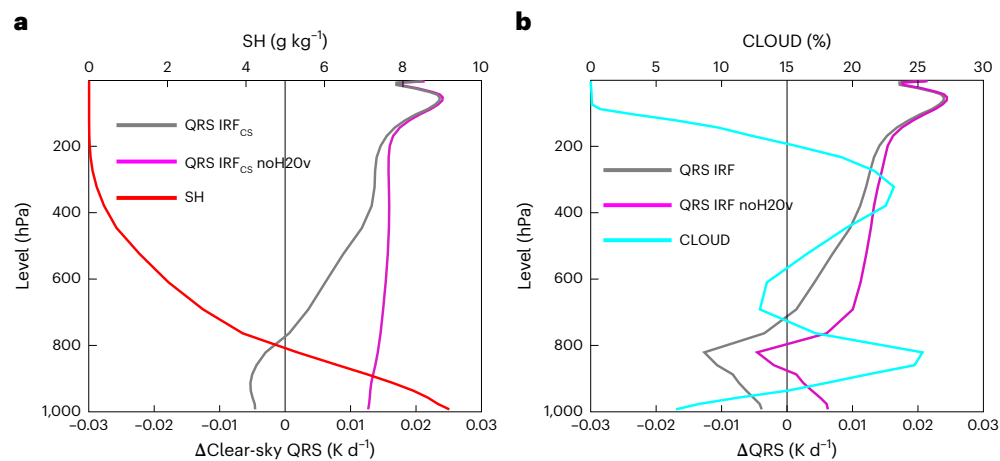 a
SH (g kg⁻¹)
0 2 4 6 8 10
QRS IRF_CS
QRS IRF_CS noH20v
SH
Level (hPa)
200
400
600
800
1,000
−0.03 −0.02 −0.01 0 0.01 0.02 0.03
ΔClear-sky QRS (K d⁻¹)
b
CLOUD (%)
0 5 10 15 20 25 30
QRS IRF
QRS IRF noH20v
CLOUD
Level (hPa)
200
400
600
800
1,000
−0.03 −0.02 −0.01 0 0.01 0.02 0.03
ΔQRS (K d⁻¹)